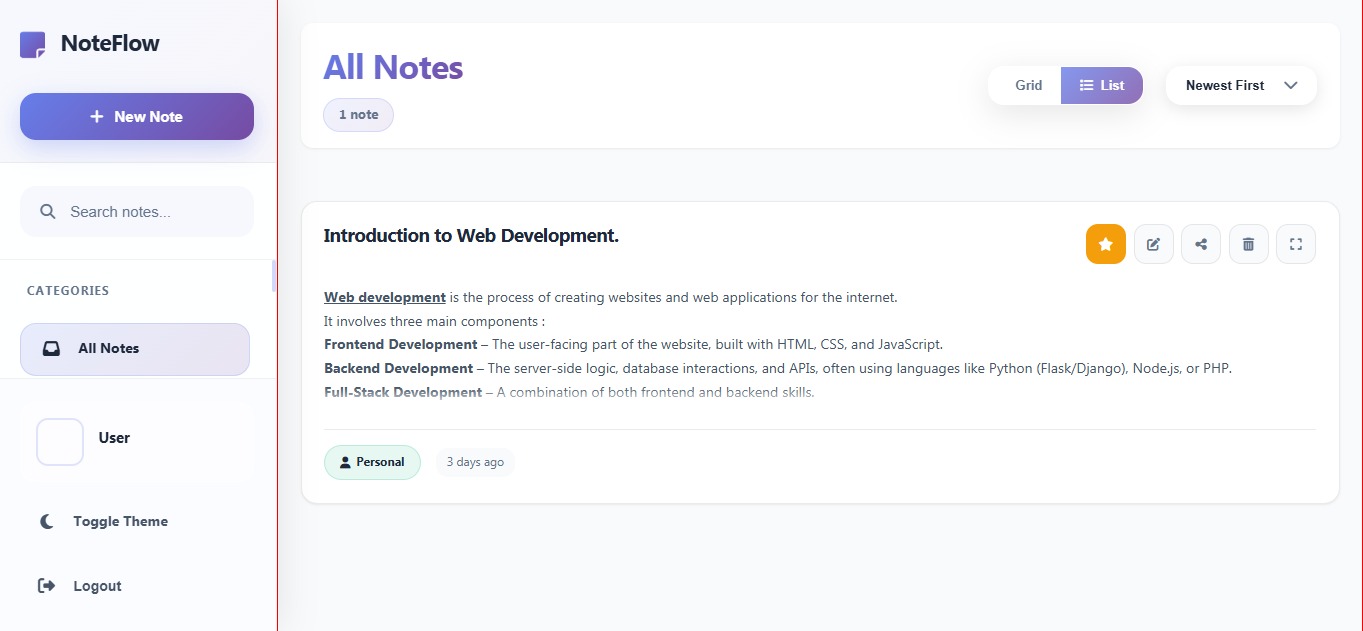 NoteFlow
New Note
Search notes...
CATEGORIES
All Notes
User
Toggle Theme
Logout
All Notes
1 note
Grid
List
Newest First
Introduction to Web Development.
Web development is the process of creating websites and web applications for the internet.
It involves three main components :
Frontend Development – The user-facing part of the website, built with HTML, CSS, and JavaScript.
Backend Development – The server-side logic, database interactions, and APIs, often using languages like Python (Flask/Django), Node.js, or PHP.
Full-Stack Development – A combination of both frontend and backend skills.
Personal
3 days ago